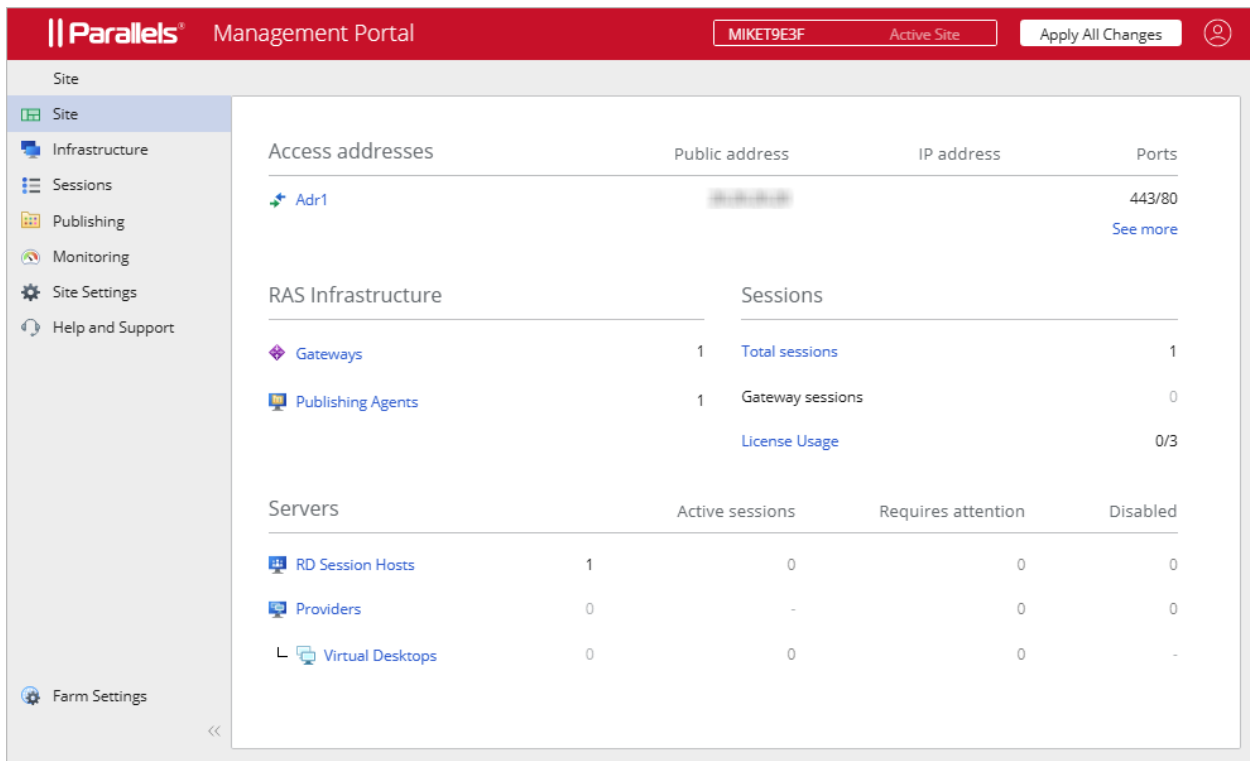 Parallels® Management Portal MIKET9E3F Active Site Apply All Changes
Site
Site
Infrastructure
Sessions
Publishing
Monitoring
Site Settings
Help and Support
Farm Settings
<<
Access addresses Public address IP address Ports
Adr1 443/80
See more
RAS Infrastructure
Gateways 1
Publishing Agents 1
Sessions
Total sessions 1
Gateway sessions 0
License Usage 0/3
Servers Active sessions Requires attention Disabled
RD Session Hosts 1 0 0 0
Providers 0 - 0 0
Virtual Desktops 0 0 0 -